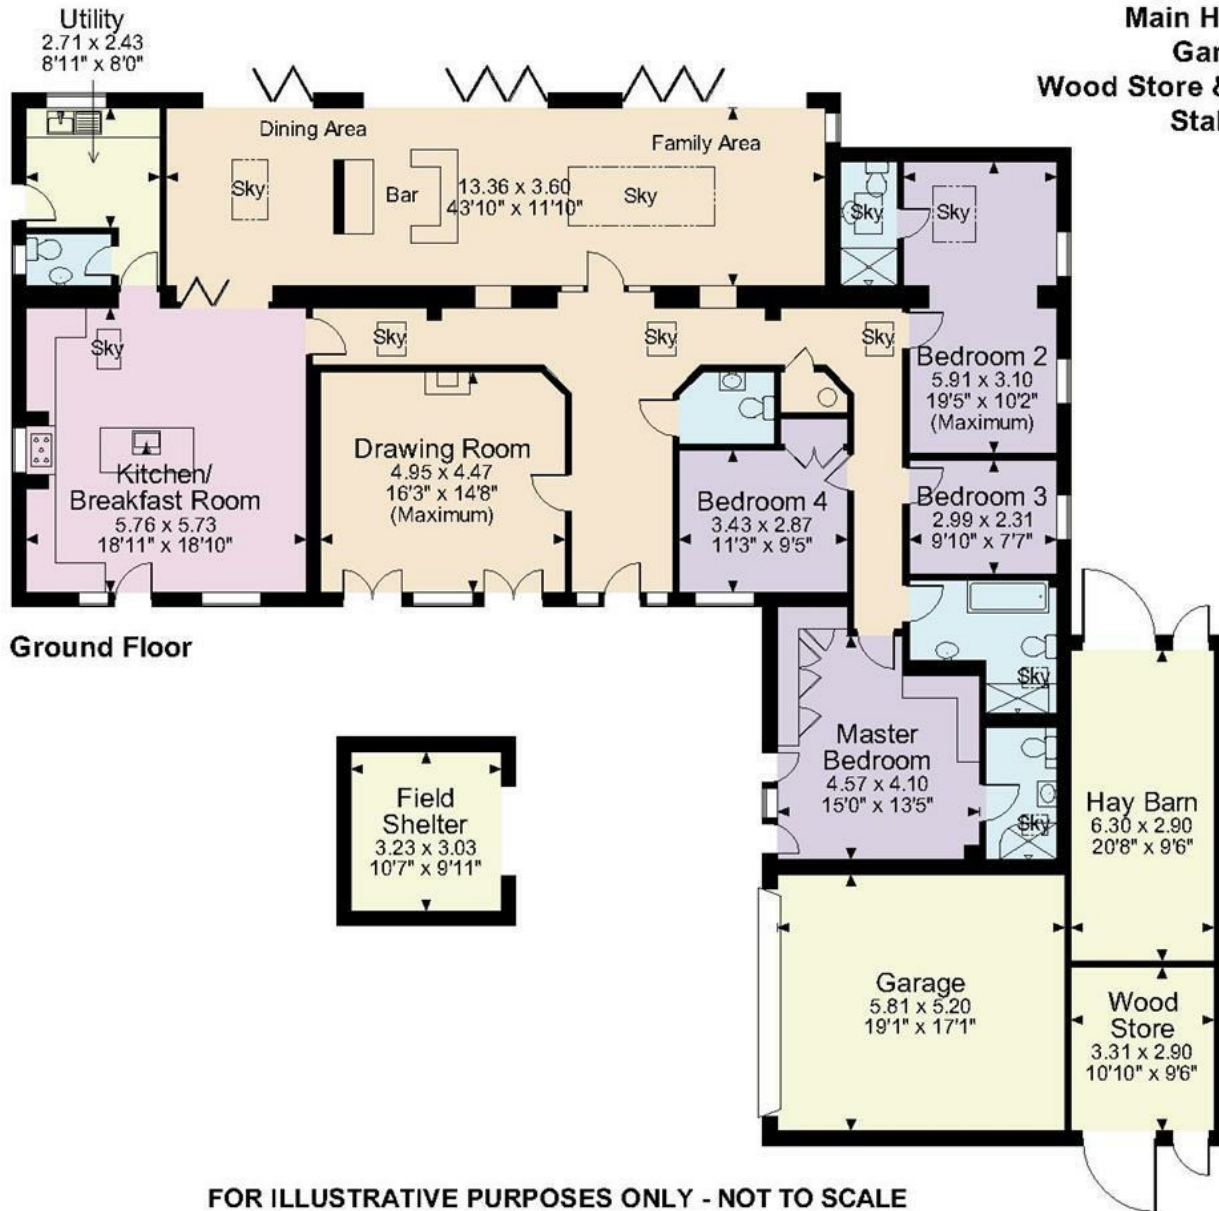 Utility
2.71 x 2.43
8'11" x 8'0"
Main H
Gar
Wood Store &
Stal
Dining Area
Family Area
Sky
Bar
13.36 x 3.60
43'10" x 11'10"
Sky
Sky
Sky
Sky
Sky
Sky
Sky
Bedroom 2
5.91 x 3.10
19'5" x 10'2"
(Maximum)
Drawing Room
4.95 x 4.47
16'3" x 14'8"
(Maximum)
Kitchen/
Breakfast Room
5.76 x 5.73
18'11" x 18'10"
Bedroom 4
3.43 x 2.87
11'3" x 9'5"
Bedroom 3
2.99 x 2.31
9'10" x 7'7"
Ground Floor
Sky
Master
Bedroom
4.57 x 4.10
15'0" x 13'5"
Sky
Field
Shelter
3.23 x 3.03
10'7" x 9'11"
Hay Barn
6.30 x 2.90
20'8" x 9'6"
Garage
5.81 x 5.20
19'1" x 17'1"
Wood
Store
3.31 x 2.90
10'10" x 9'6"
FOR ILLUSTRATIVE PURPOSES ONLY - NOT TO SCALE